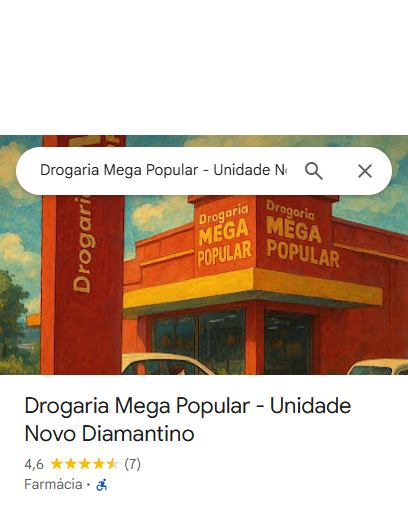 Drogaria Mega Popular - Unidade N
Drogaria
Drogaria
MEGA
POPULAR
Drogaria
MEGA
POPULAR
Drogaria Mega Popular - Unidade
Novo Diamantino
4,6 (7)
Farmácia ·